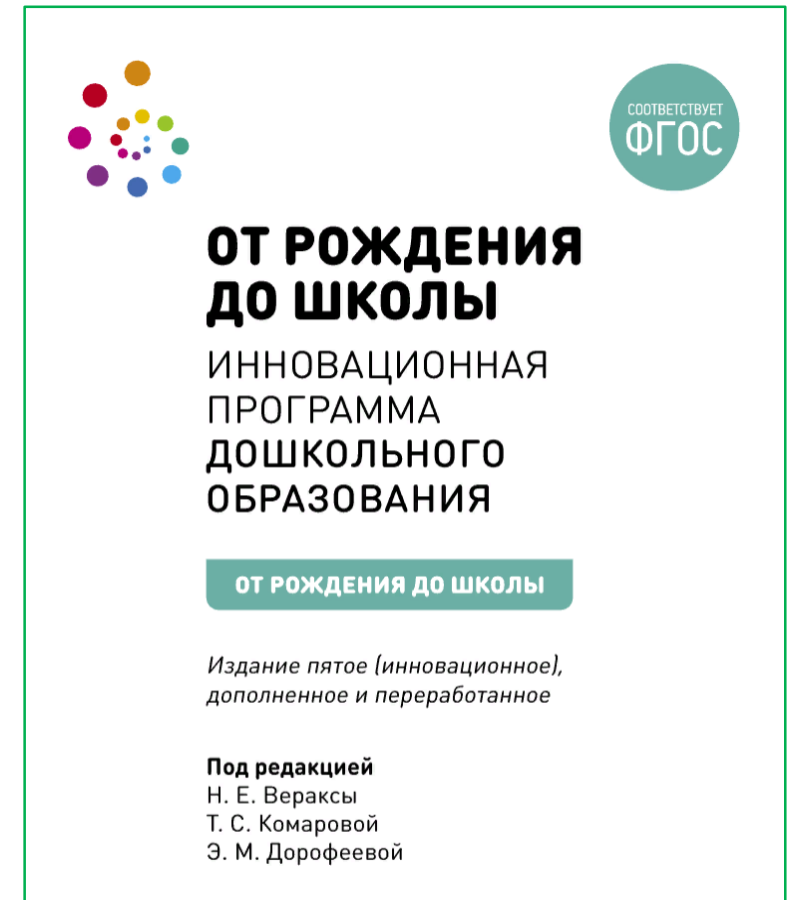 СООТВЕТСТВУЕТ
ФГОС
ОТ РОЖДЕНИЯ
ДО ШКОЛЫ
ИННОВАЦИОННАЯ
ПРОГРАММА
ДОШКОЛЬНОГО
ОБРАЗОВАНИЯ
ОТ РОЖДЕНИЯ ДО ШКОЛЫ
Издание пятое (инновационное),
дополненное и переработанное
Под редакцией
Н. Е. Вераксы
Т. С. Комаровой
Э. М. Дорофеевой